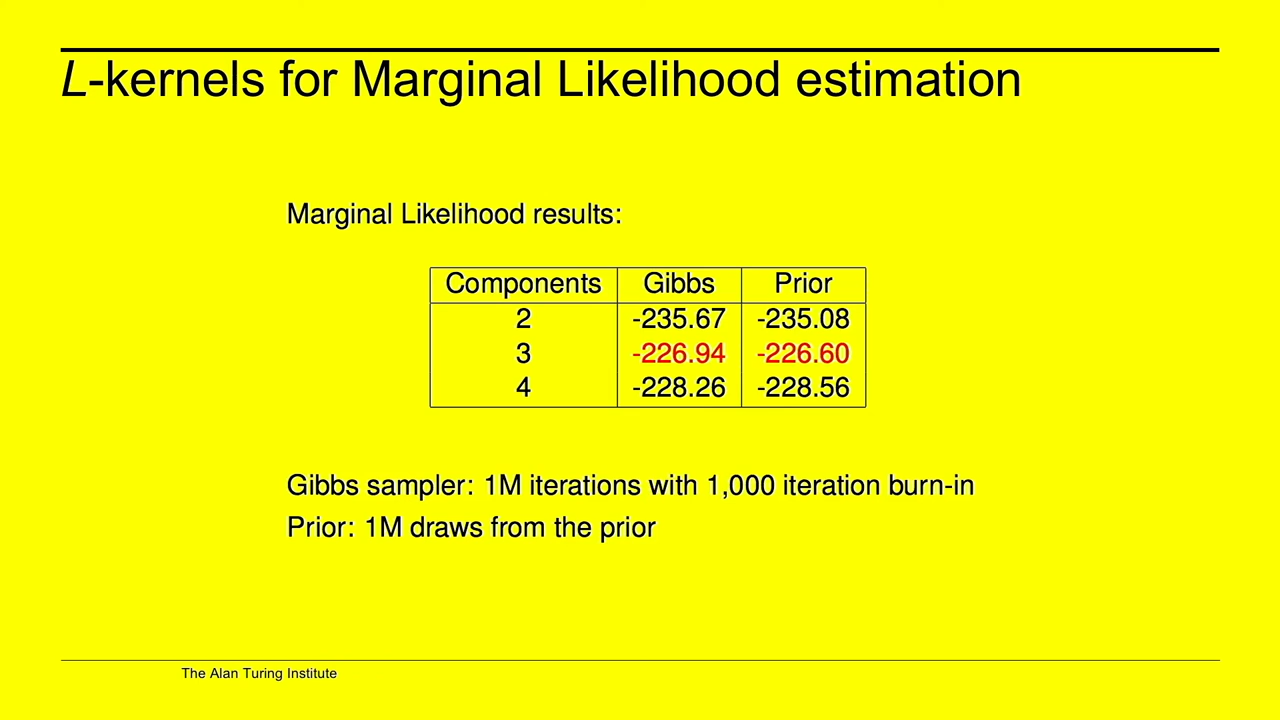 L-kernels for Marginal Likelihood estimation
Marginal Likelihood results:
Components Gibbs Prior
2 -235.67 -235.08
3 -226.94 -226.60
4 -228.26 -228.56
Gibbs sampler: 1M iterations with 1,000 iteration burn-in
Prior: 1M draws from the prior
The Alan Turing Institute